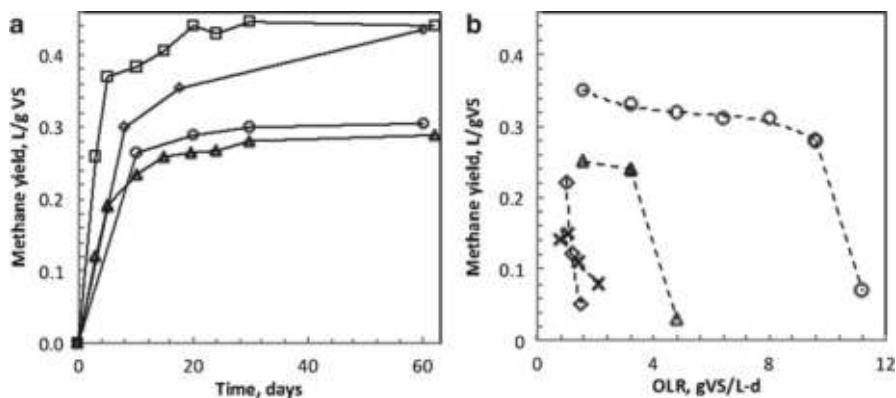 a
0.4
0.3
0.2
0.1
0.0
0 20 40 60
Time, days
Methane yield, L/g VS
b
0.4
0.3
0.2
0.1
0
0 4 8 12
OLR, gVS/L-d
Methane yield, L/gVS